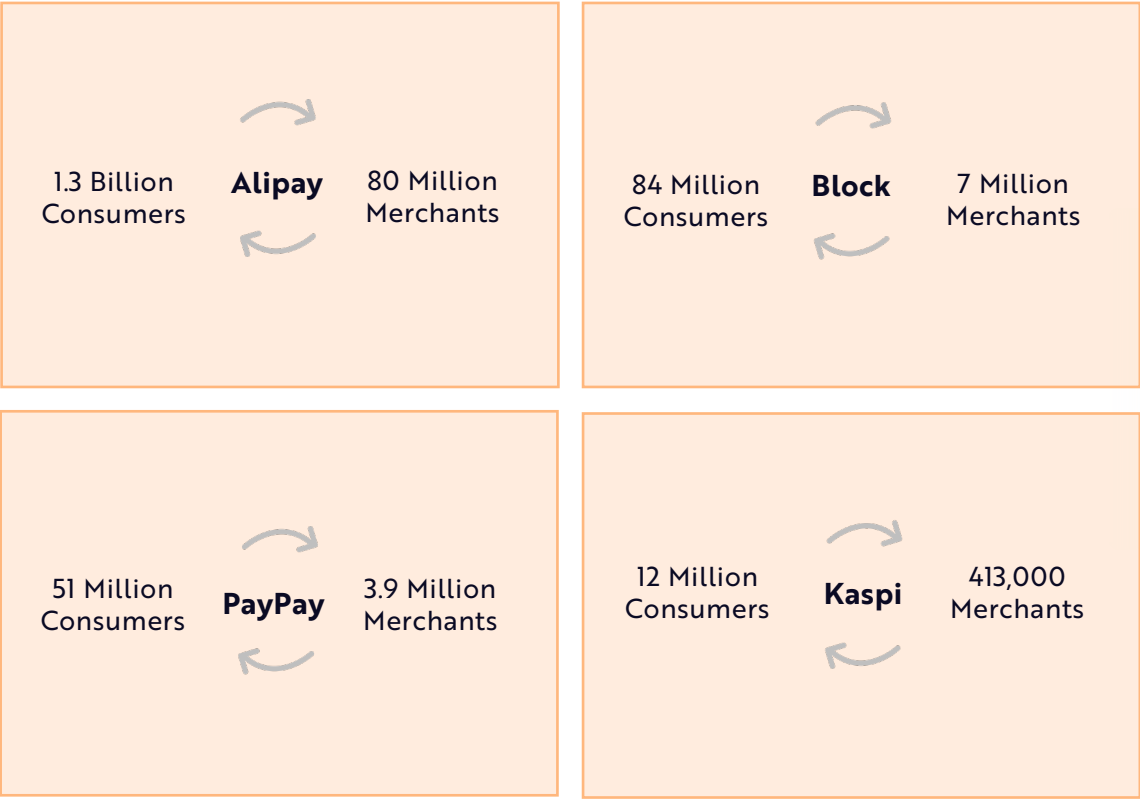 1.3 Billion
Consumers
Alipay
80 Million
Merchants
84 Million
Consumers
Block
7 Million
Merchants
51 Million
Consumers
PayPay
3.9 Million
Merchants
12 Million
Consumers
Kaspi
413,000
Merchants